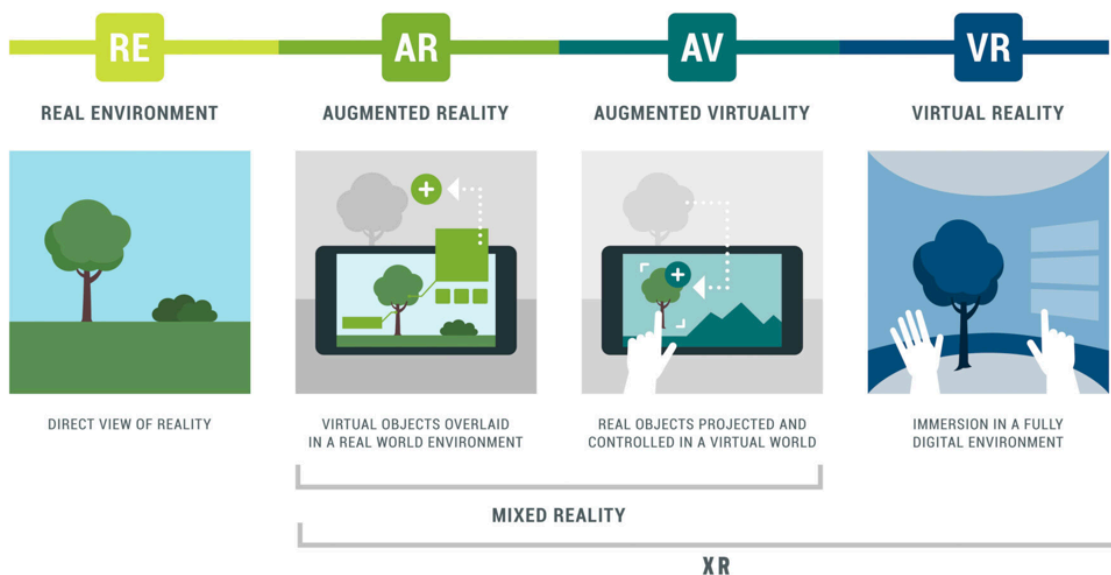 RE
AR
AV
VR
REAL ENVIRONMENT
AUGMENTED REALITY
AUGMENTED VIRTUALITY
VIRTUAL REALITY
DIRECT VIEW OF REALITY
VIRTUAL OBJECTS OVERLAID
IN A REAL WORLD ENVIRONMENT
REAL OBJECTS PROJECTED AND
CONTROLLED IN A VIRTUAL WORLD
IMMERSION IN A FULLY
DIGITAL ENVIRONMENT
MIXED REALITY
XR